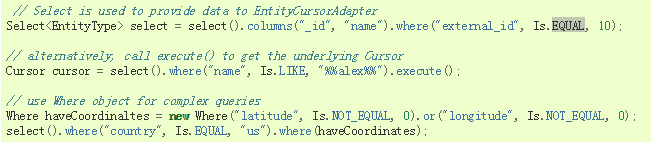 // Select is used to provide data to EntityCursorAdapter
Select<EntityType> select = select().columns("_id", "name").where("external_id", Is.EQUAL, 10);
// alternatively, call execute() to get the underlying Cursor
Cursor cursor = select().where("name", Is.LIKE, "%%alex%%").execute();
// use Where object for complex queries
Where haveCoordinaltes = new Where("latitude", Is.NOT_EQUAL, 0).or("longitude", Is.NOT_EQUAL, 0);
select().where("country", Is.EQUAL, "us").where(haveCoordinates);